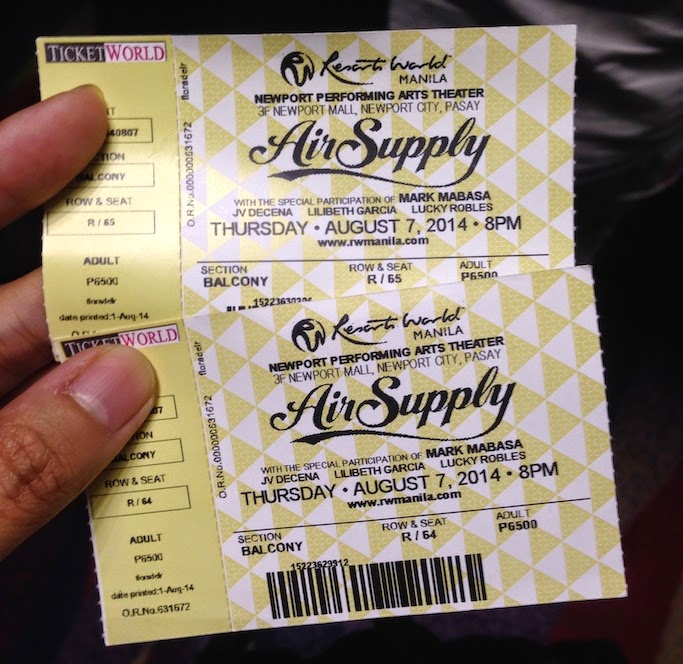 TICKETWORLD
40807
BALCONY
ROW & SEAT
R / 65
ADULT
P6500
floradelr
date printed:1-Aug-14
floradelr
O.R.No.000000631672
Resorts World
MANILA
NEWPORT PERFORMING ARTS THEATER
3F NEWPORT MALL, NEWPORT CITY, PASAY
Air Supply
WITH THE SPECIAL PARTICIPATION OF MARK MABASA
JV DECENA LILIBETH GARCIA LUCKY ROBLES
THURSDAY • AUGUST 7, 2014 • 8PM
www.rwmanila.com
SECTION ROW & SEAT ADULT
BALCONY R / 65 P6500
TICKETWORLD
ROW & SEAT
R / 64
ADULT
P6500
floradelr
date printed:1-Aug-14
O.R.No.631672
floradelr
O.R.No.000000631672
Resorts World
MANILA
NEWPORT PERFORMING ARTS THEATER
3F NEWPORT MALL, NEWPORT CITY, PASAY
Air Supply
WITH THE SPECIAL PARTICIPATION OF MARK MABASA
JV DECENA LILIBETH GARCIA LUCKY ROBLES
THURSDAY • AUGUST 7, 2014 • 8PM
www.rwmanila.com
SECTION ROW & SEAT ADULT
BALCONY R / 64 P6500
15223629912